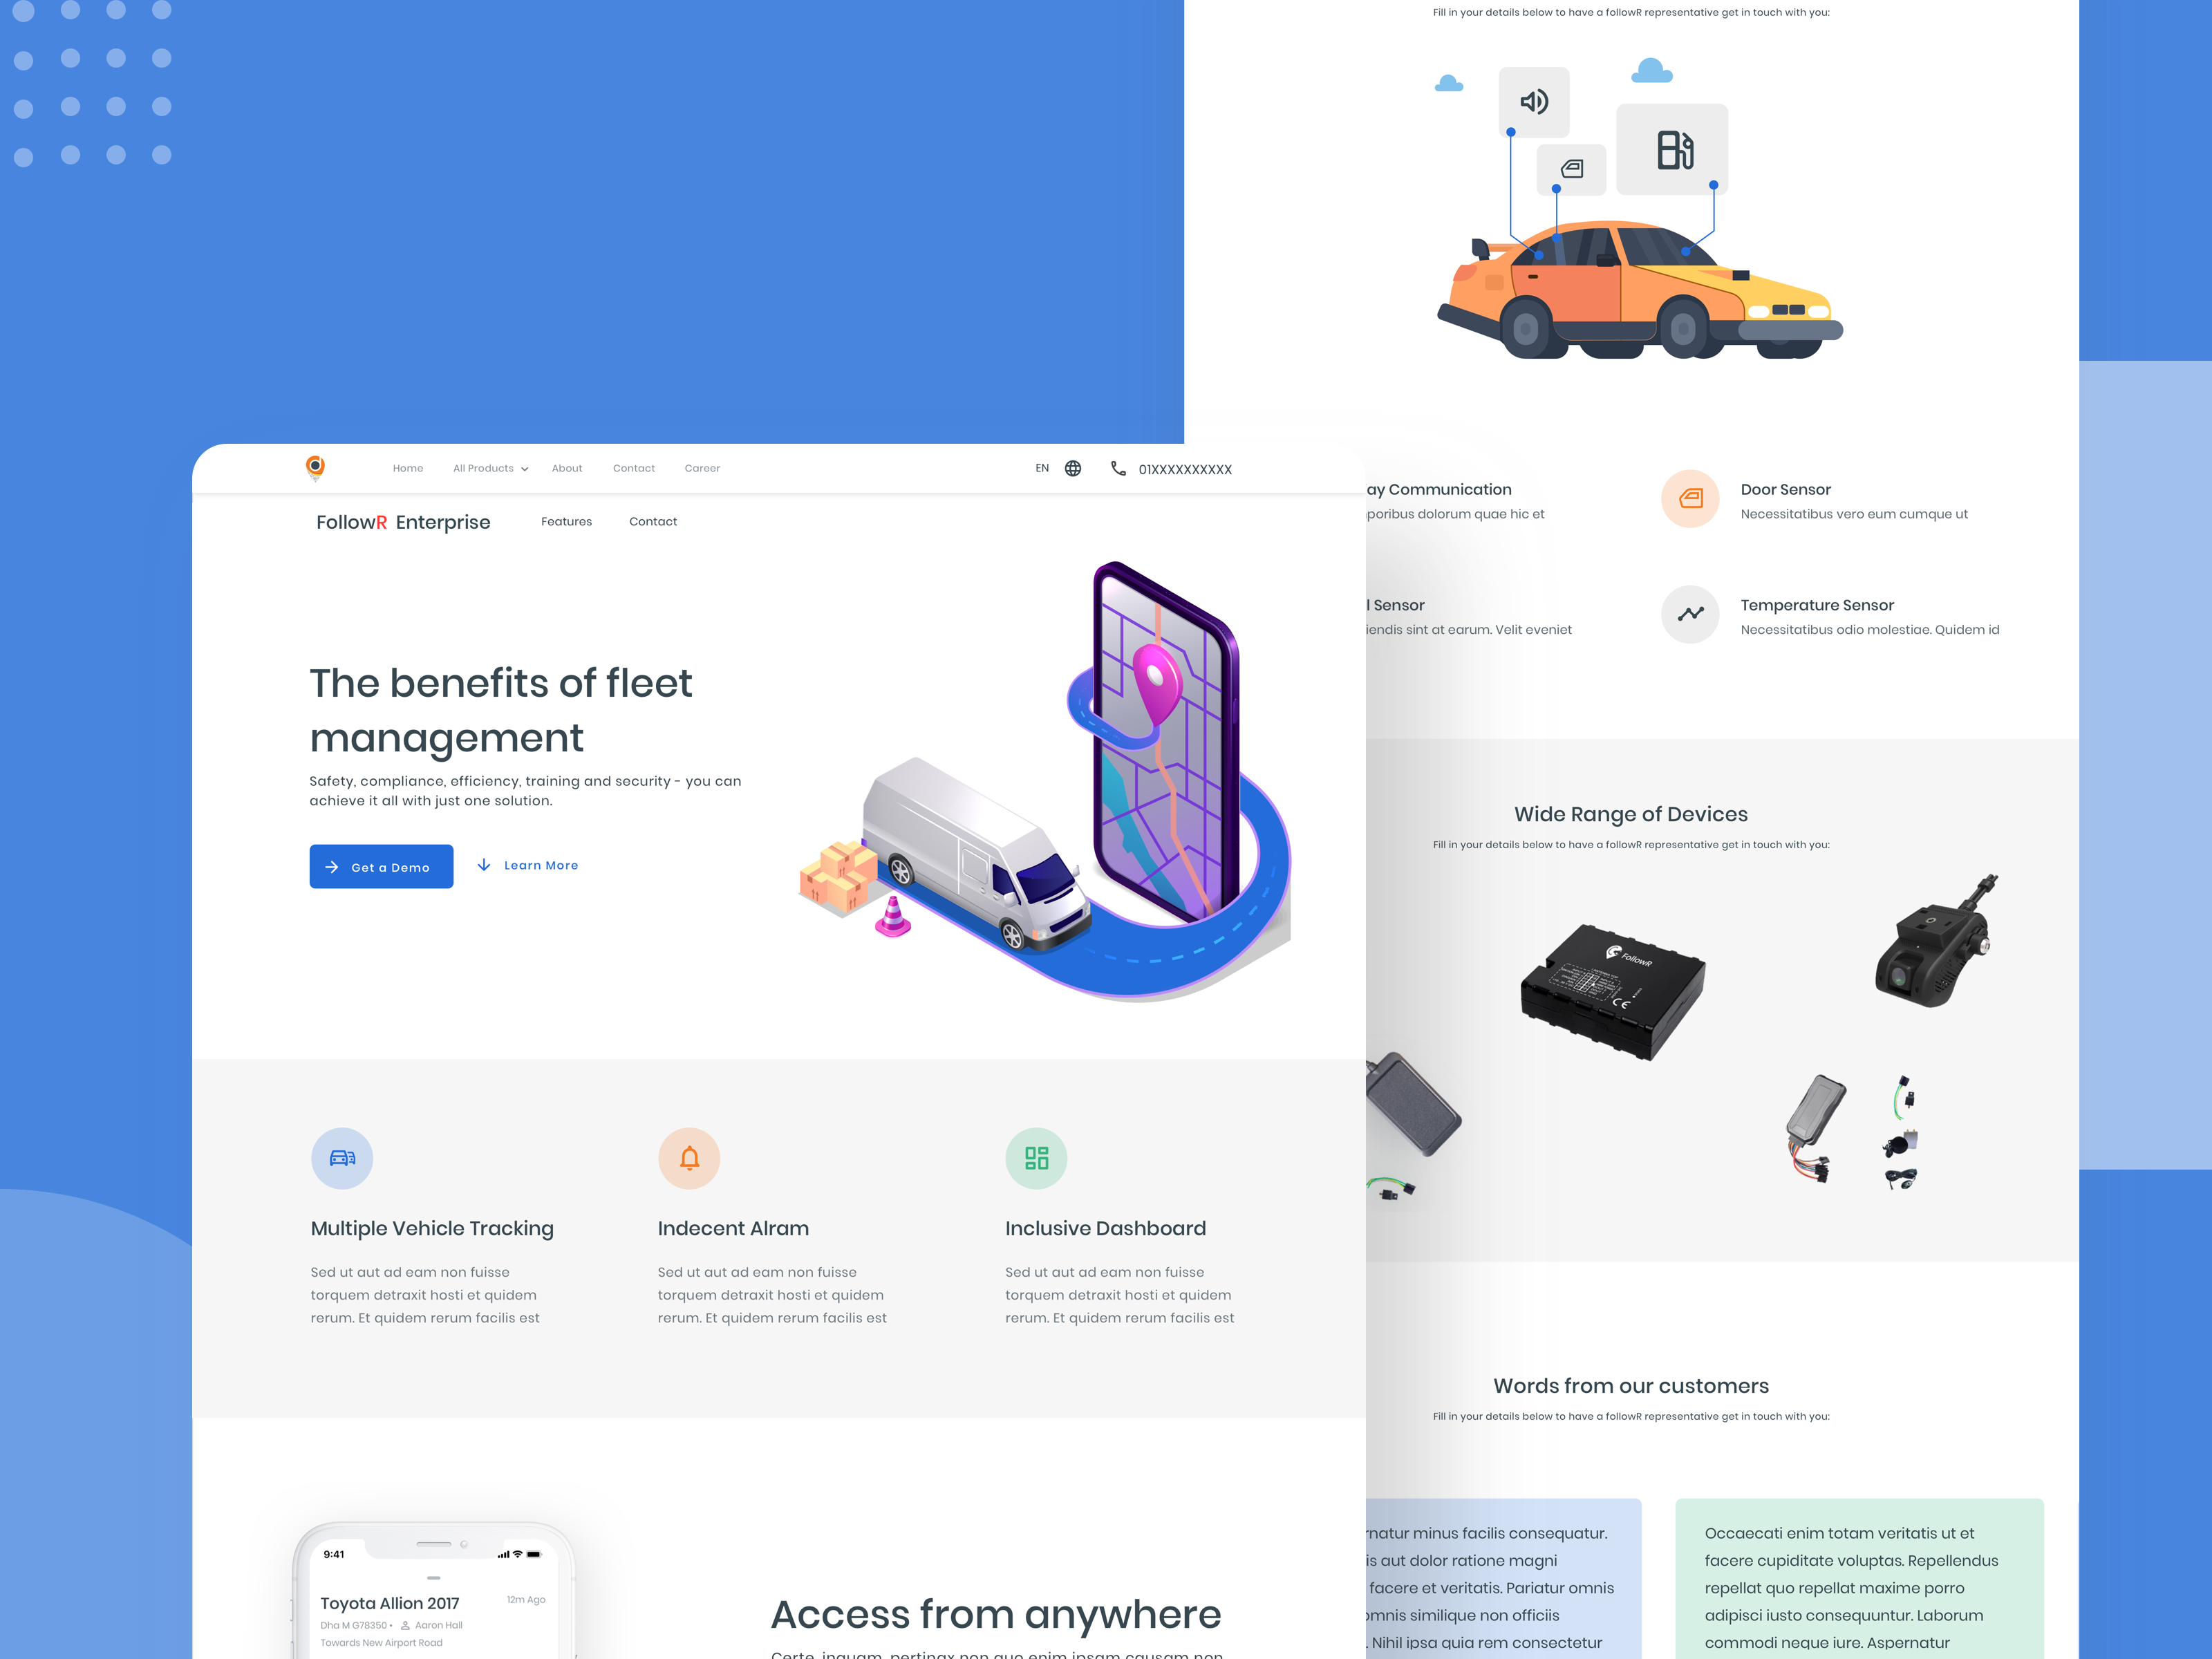 Fill in your details below to have a followR representative get in touch with you:
Home
All Products
About
Contact
Career
EN
01XXXXXXXXXX
FollowR Enterprise
Features
Contact
The benefits of fleet
management
Safety, compliance, efficiency, training and security - you can
achieve it all with just one solution.
Get a Demo
Learn More
Multiple Vehicle Tracking
Sed ut aut ad eam non fuisse
torquem detraxit hosti et quidem
rerum. Et quidem rerum facilis est
Indecent Alram
Sed ut aut ad eam non fuisse
torquem detraxit hosti et quidem
rerum. Et quidem rerum facilis est
Inclusive Dashboard
Sed ut aut ad eam non fuisse
torquem detraxit hosti et quidem
rerum. Et quidem rerum facilis est
9:41
Toyota Allion 2017
12m Ago
Dha M G78350 •
Aaron Hall
Towards New Airport Road
Access from anywhere
Certe, inquam, pertinax non quo enim ipsam causam non
ay Communication
poribus dolorum quae hic et
Door Sensor
Necessitatibus vero eum cumque ut
l Sensor
iendis sint at earum. Velit eveniet
Temperature Sensor
Necessitatibus odio molestiae. Quidem id
Wide Range of Devices
Fill in your details below to have a followR representative get in touch with you:
FollowR
CE
Words from our customers
Fill in your details below to have a followR representative get in touch with you:
rnatur minus facilis consequatur.
is aut dolor ratione magni
facere et veritatis. Pariatur omnis
omnis similique non officiis
. Nihil ipsa quia rem consectetur
Occaecati enim totam veritatis ut et
facere cupiditate voluptas. Repellendus
repellat quo repellat maxime porro
adipisci iusto consequuntur. Laborum
commodi neque iure. Aspernatur